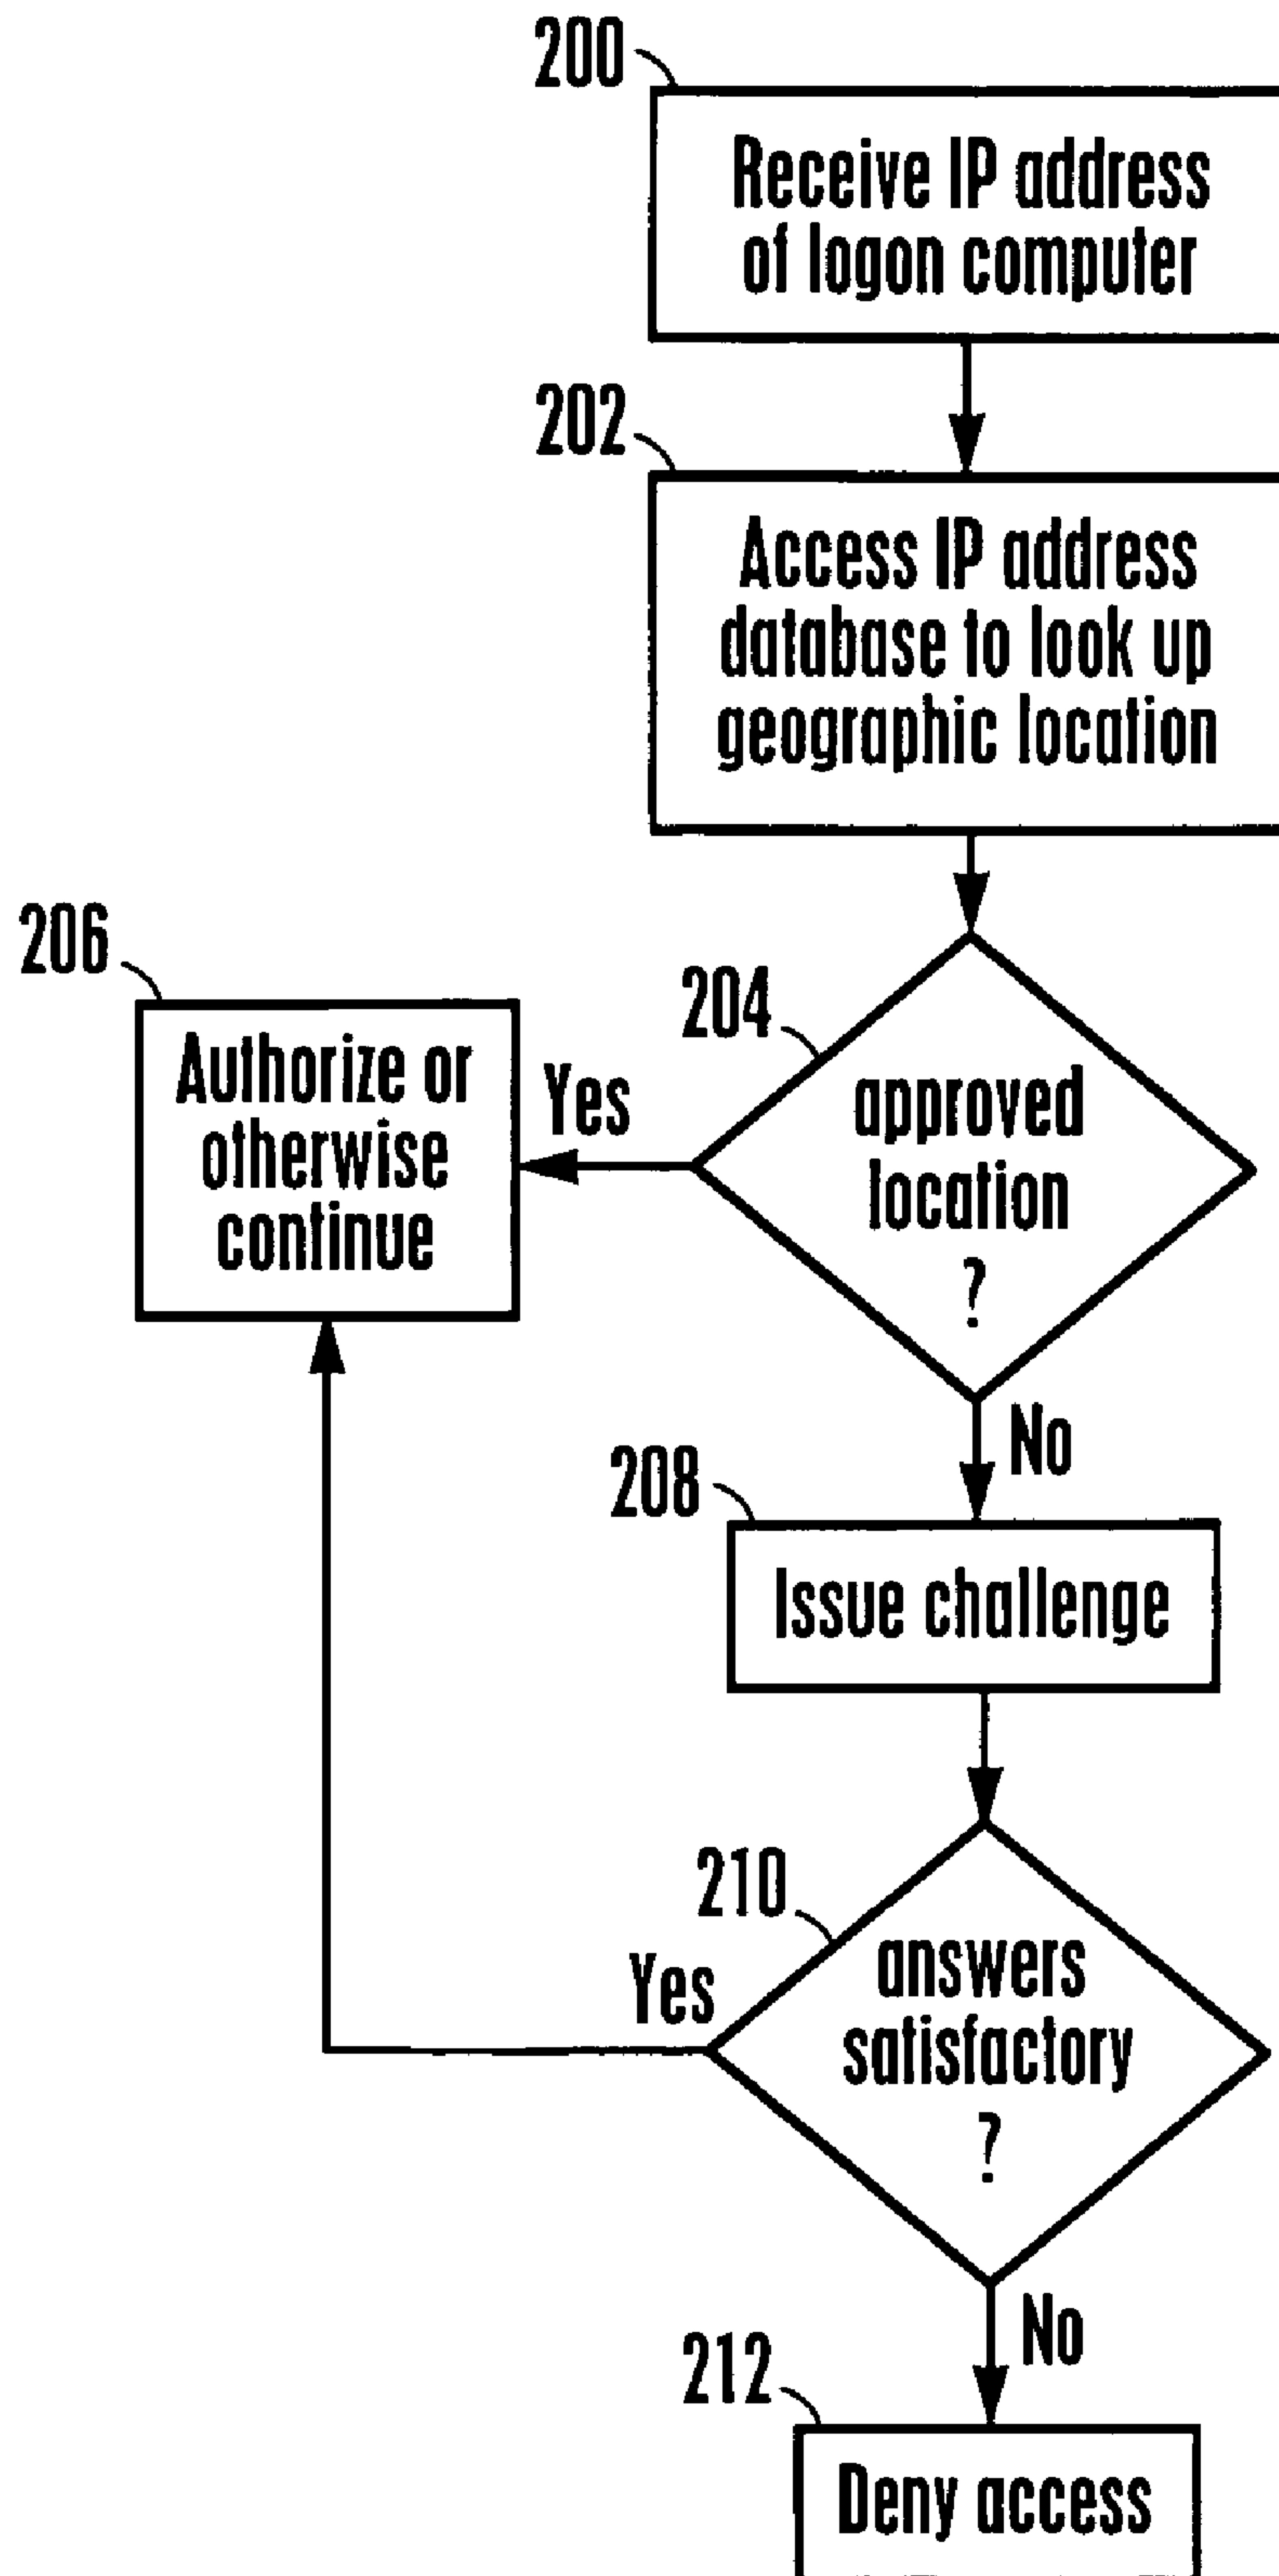 200
Receive IP address
of logon computer
202
Access IP address
database to look up
geographic location
206
Authorize or
otherwise
continue
Yes
204
approved
location
?
No
208
Issue challenge
210
Yes
answers
satisfactory
?
No
212
Deny access